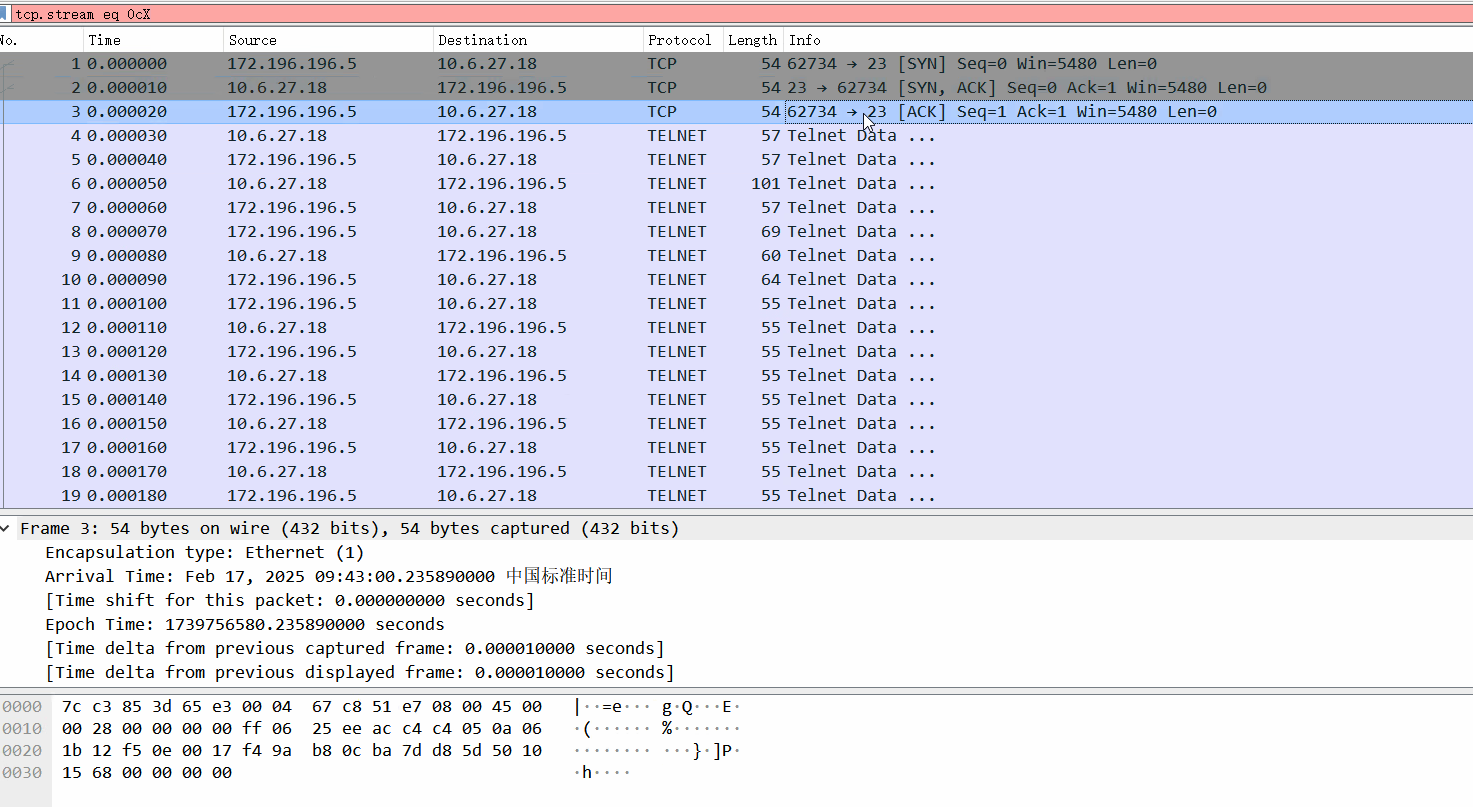 tcp.stream eq 0cX
No. Time Source Destination Protocol Length Info
1 0.000000 172.196.196.5 10.6.27.18 TCP 54 62734 → 23 [SYN] Seq=0 Win=5480 Len=0
2 0.000010 10.6.27.18 172.196.196.5 TCP 54 23 → 62734 [SYN, ACK] Seq=0 Ack=1 Win=5480 Len=0
3 0.000020 172.196.196.5 10.6.27.18 TCP 54 62734 → 23 [ACK] Seq=1 Ack=1 Win=5480 Len=0
4 0.000030 10.6.27.18 172.196.196.5 TELNET 57 Telnet Data ...
5 0.000040 172.196.196.5 10.6.27.18 TELNET 57 Telnet Data ...
6 0.000050 10.6.27.18 172.196.196.5 TELNET 101 Telnet Data ...
7 0.000060 172.196.196.5 10.6.27.18 TELNET 57 Telnet Data ...
8 0.000070 172.196.196.5 10.6.27.18 TELNET 69 Telnet Data ...
9 0.000080 10.6.27.18 172.196.196.5 TELNET 60 Telnet Data ...
10 0.000090 172.196.196.5 10.6.27.18 TELNET 64 Telnet Data ...
11 0.000100 172.196.196.5 10.6.27.18 TELNET 55 Telnet Data ...
12 0.000110 10.6.27.18 172.196.196.5 TELNET 55 Telnet Data ...
13 0.000120 172.196.196.5 10.6.27.18 TELNET 55 Telnet Data ...
14 0.000130 10.6.27.18 172.196.196.5 TELNET 55 Telnet Data ...
15 0.000140 172.196.196.5 10.6.27.18 TELNET 55 Telnet Data ...
16 0.000150 10.6.27.18 172.196.196.5 TELNET 55 Telnet Data ...
17 0.000160 172.196.196.5 10.6.27.18 TELNET 55 Telnet Data ...
18 0.000170 10.6.27.18 172.196.196.5 TELNET 55 Telnet Data ...
19 0.000180 172.196.196.5 10.6.27.18 TELNET 55 Telnet Data ...
Frame 3: 54 bytes on wire (432 bits), 54 bytes captured (432 bits)
Encapsulation type: Ethernet (1)
Arrival Time: Feb 17, 2025 09:43:00.235890000 中国标准时间
[Time shift for this packet: 0.000000000 seconds]
Epoch Time: 1739756580.235890000 seconds
[Time delta from previous captured frame: 0.000010000 seconds]
[Time delta from previous displayed frame: 0.000010000 seconds]
0000 7c c3 85 3d 65 e3 00 04 67 c8 51 e7 08 00 45 00 |··=e··· g·Q···E·
0010 00 28 00 00 00 00 ff 06 25 ee ac c4 c4 05 0a 06 ·(······ %·······
0020 1b 12 f5 0e 00 17 f4 9a b8 0c ba 7d d8 5d 50 10 ········ ···}·]P·
0030 15 68 00 00 00 00 ·h····